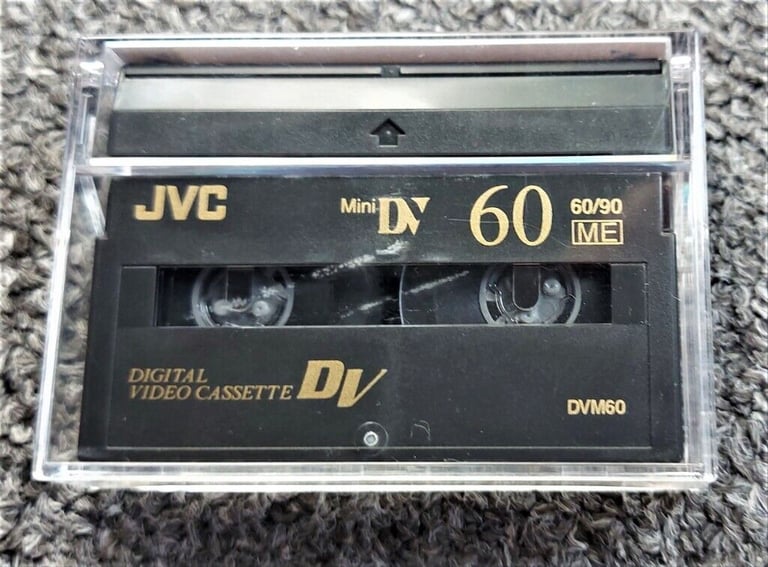 JVC
Mini DV 60 60/90
ME
DIGITAL
VIDEO CASSETTE DV
DVM60